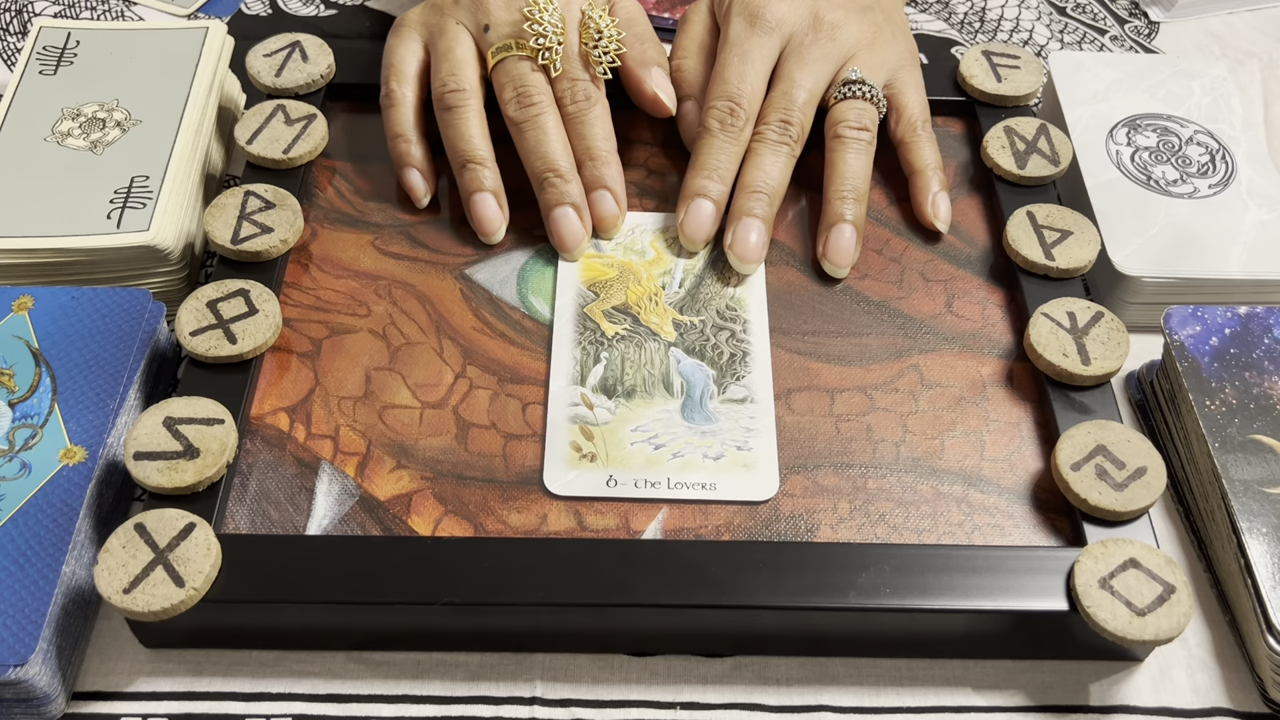 ᛏ
ᚨ
ᛖ
ᛞ
ᛒ
ᚦ
ᛟ
ᛉ
ᛊ
ᛃ
ᚷ
ᛜ
6 – The Lovers